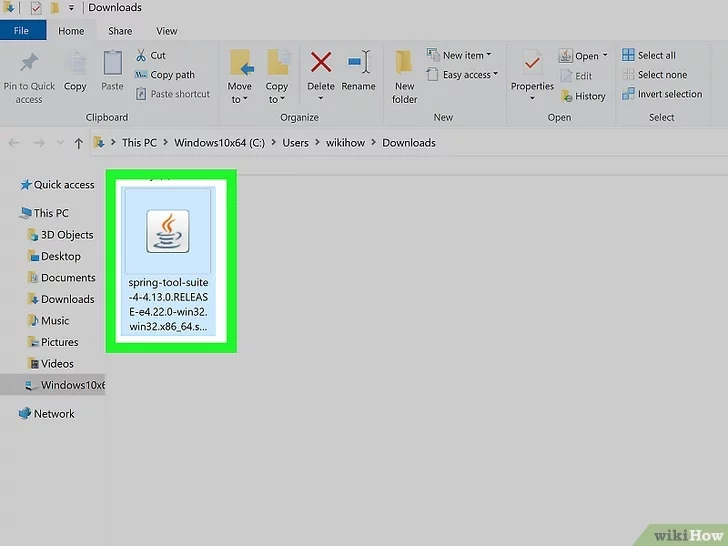 Downloads
File Home Share View
Pin to Quick access
Copy
Paste
Cut
Copy path
Paste shortcut
Clipboard
Move to
Copy to
Delete
Rename
Organize
New folder
New item
Easy access
New
Properties
Open
Edit
History
Open
Select all
Select none
Invert selection
Select
This PC > Windows10x64 (C:) > Users > wikihow > Downloads
Quick access
This PC
3D Objects
Desktop
Documents
Downloads
Music
Pictures
Videos
Windows10x6
Network
spring-tool-suite
-4-4.13.0.RELEAS
E-e4.22.0-win32.
win32.x86_64.s...
wikiHow